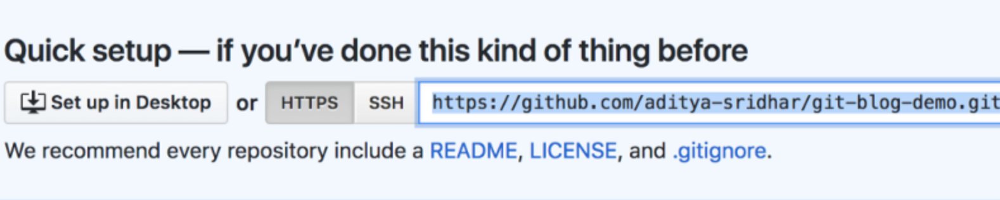 Quick setup — if you’ve done this kind of thing before
Set up in Desktop or HTTPS SSH https://github.com/aditya-sridhar/git-blog-demo.git
We recommend every repository include a README, LICENSE, and .gitignore.